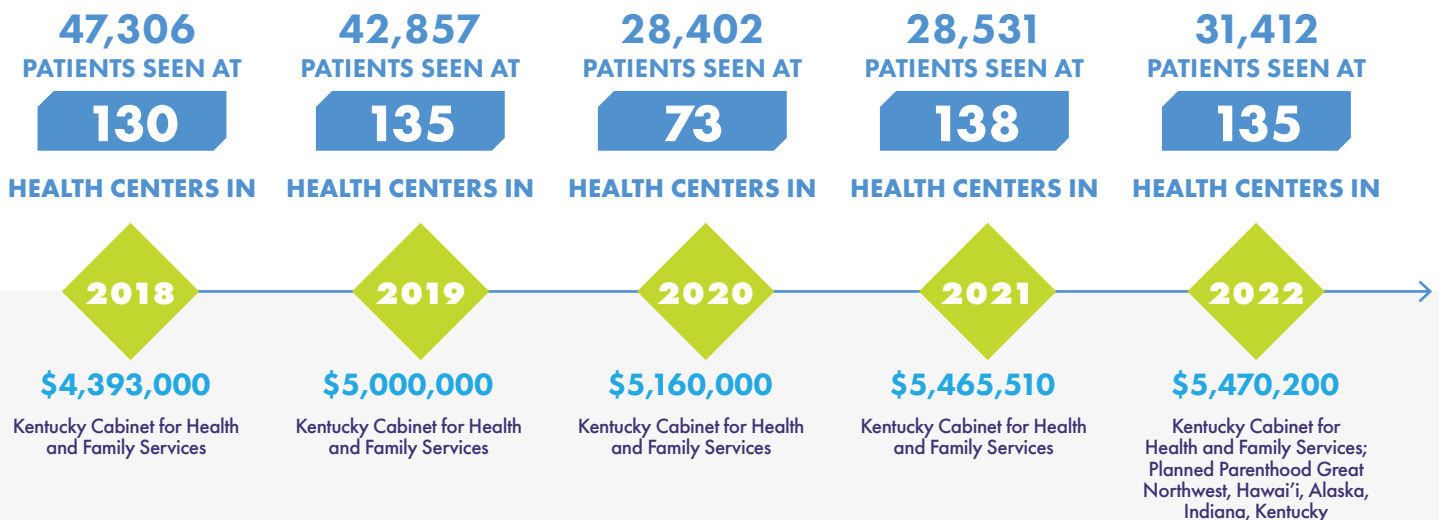 47,306
PATIENTS SEEN AT
130
HEALTH CENTERS IN
2018
$4,393,000
Kentucky Cabinet for Health
and Family Services
42,857
PATIENTS SEEN AT
135
HEALTH CENTERS IN
2019
$5,000,000
Kentucky Cabinet for Health
and Family Services
28,402
PATIENTS SEEN AT
73
HEALTH CENTERS IN
2020
$5,160,000
Kentucky Cabinet for Health
and Family Services
28,531
PATIENTS SEEN AT
138
HEALTH CENTERS IN
2021
$5,465,510
Kentucky Cabinet for Health
and Family Services
31,412
PATIENTS SEEN AT
135
HEALTH CENTERS IN
2022
$5,470,200
Kentucky Cabinet for
Health and Family Services;
Planned Parenthood Great
Northwest, Hawai’i, Alaska,
Indiana, Kentucky